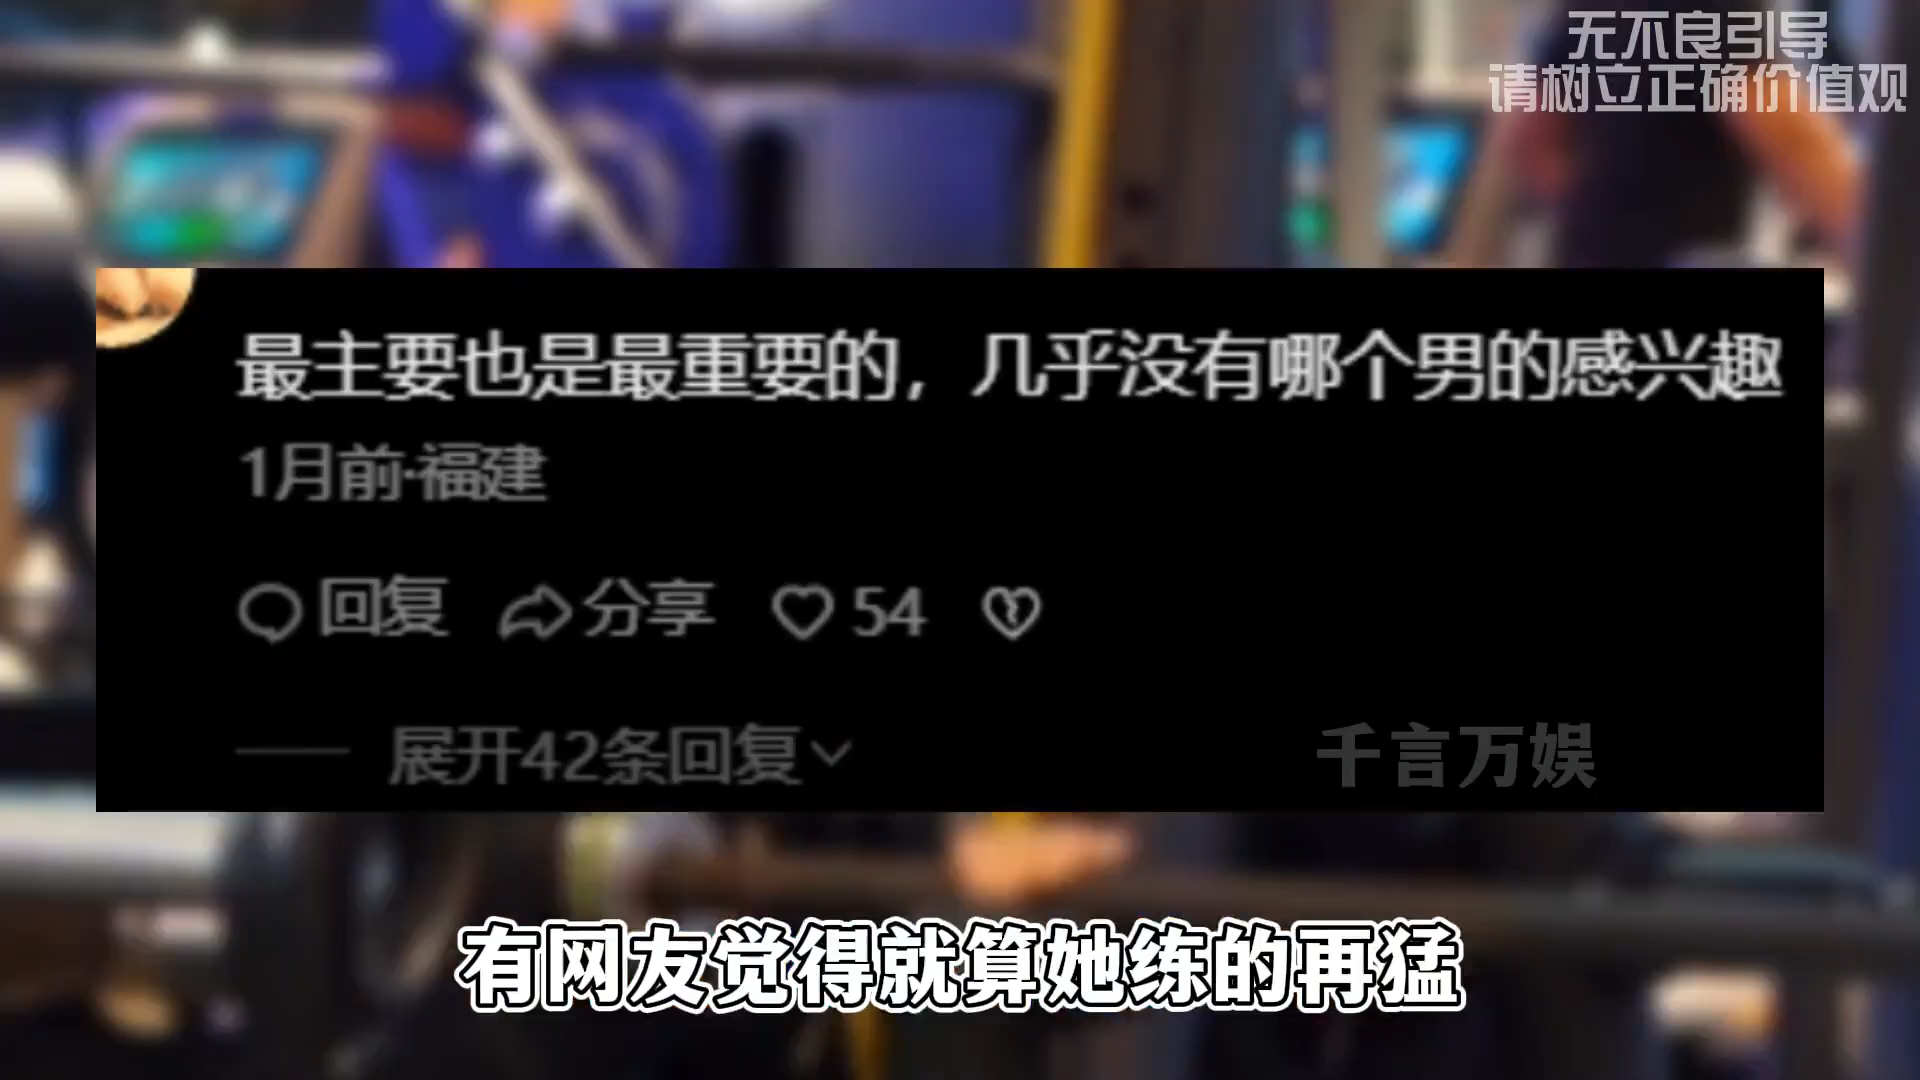 无不良引导
请树立正确价值观
最主要也是最重要的，几乎没有哪个男的感兴趣
1月前·福建
回复 分享 54
展开42条回复
千言万娱
有网友觉得就算她练的再猛